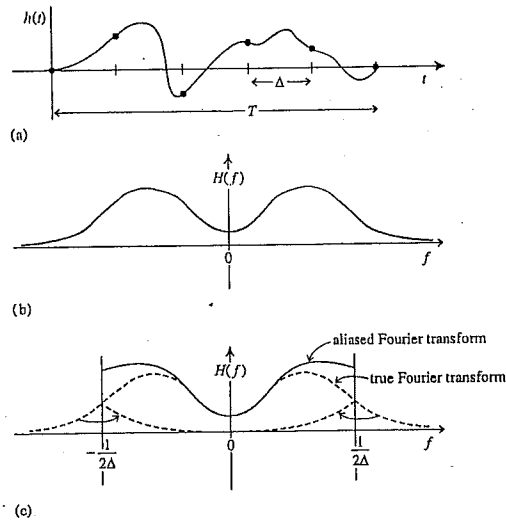 h(t)
t
Δ
T
(a)
H(f)
0
f
(b)
aliased Fourier transform
H(f)
true Fourier transform
-1/2Δ
0
1/2Δ
f
(c)